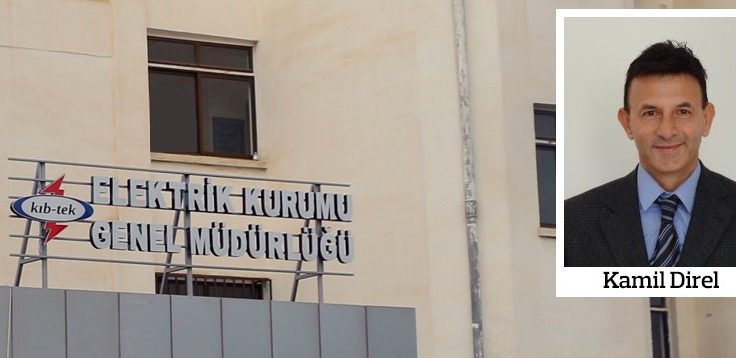 kıb-tek
ELEKTRİK KURUMU
GENEL MÜDÜRLÜĞÜ
Kamil Direl